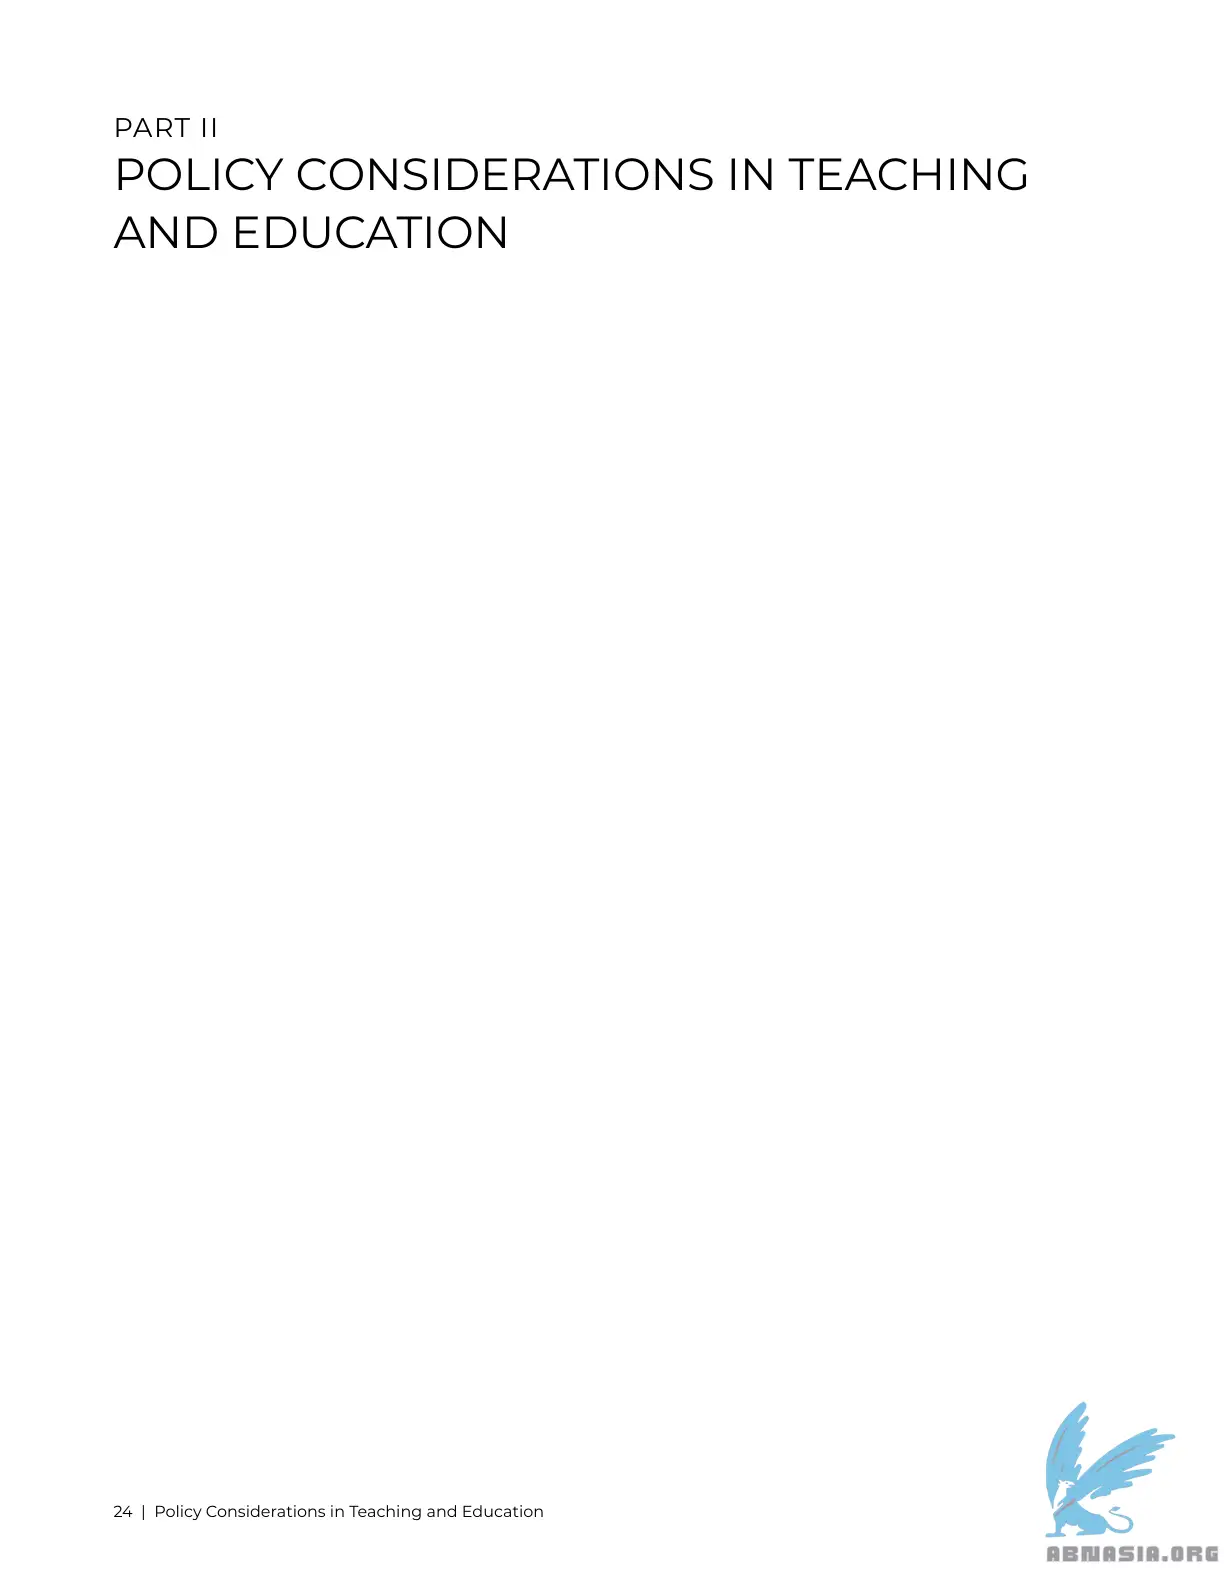 PART II
POLICY CONSIDERATIONS IN TEACHING
AND EDUCATION
24 | Policy Considerations in Teaching and Education
ABNASIA.ORG